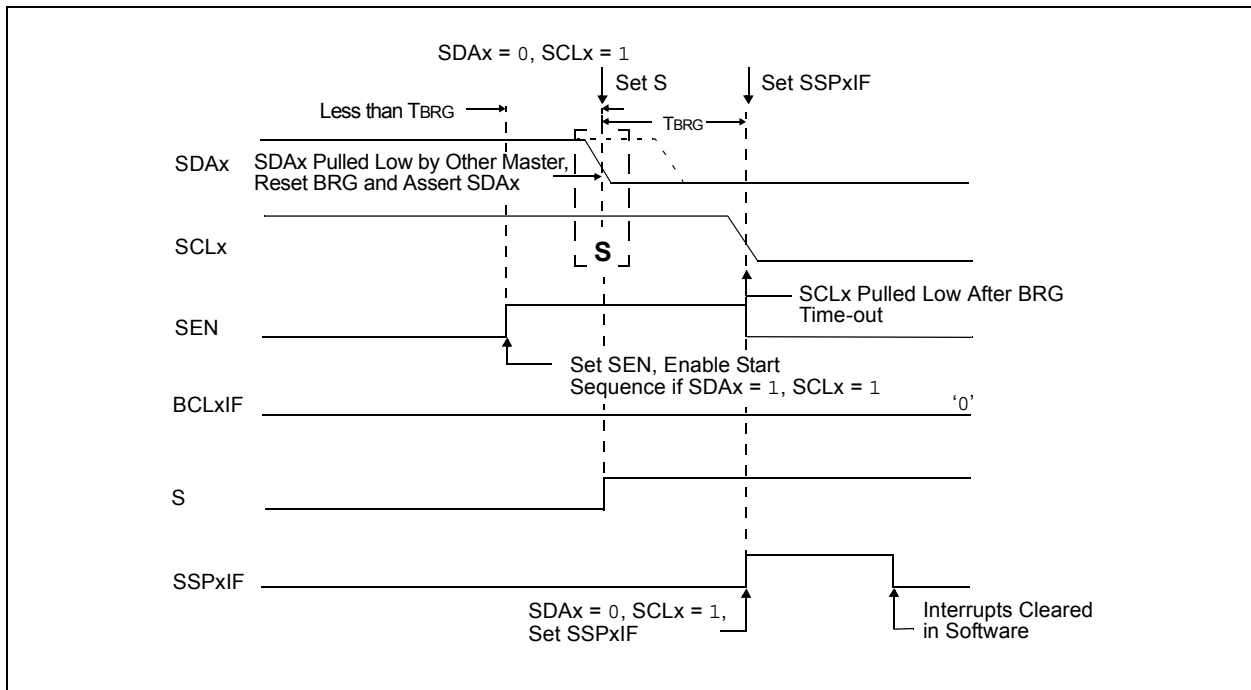 SDAx = 0, SCLx = 1
Set S
Set SSPxIF
Less than TBRG
TBRG
SDAx
SDAx Pulled Low by Other Master,
Reset BRG and Assert SDAx
SCLx
S
SCLx Pulled Low After BRG
Time-out
SEN
Set SEN, Enable Start
Sequence if SDAx = 1, SCLx = 1
BCLxIF
‘0’
S
SSPxIF
SDAx = 0, SCLx = 1,
Set SSPxIF
Interrupts Cleared
in Software